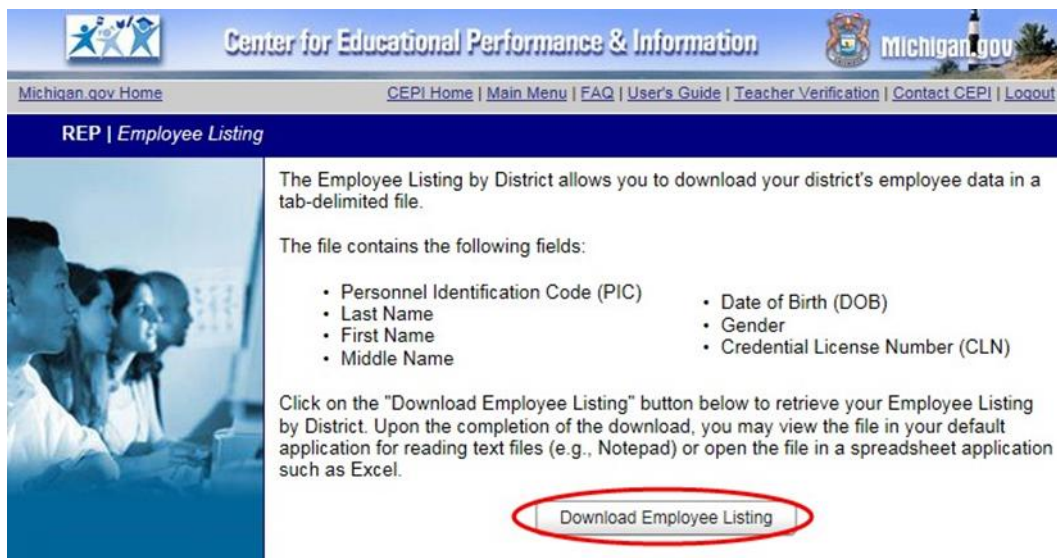 Center for Educational Performance & Information
Michigan.gov
Michigan.gov Home
CEPI Home | Main Menu | FAQ | User's Guide | Teacher Verification | Contact CEPI | Logout
REP | Employee Listing
The Employee Listing by District allows you to download your district's employee data in a
tab-delimited file.
The file contains the following fields:
• Personnel Identification Code (PIC)
• Last Name
• First Name
• Middle Name
• Date of Birth (DOB)
• Gender
• Credential License Number (CLN)
Click on the "Download Employee Listing" button below to retrieve your Employee Listing
by District. Upon the completion of the download, you may view the file in your default
application for reading text files (e.g., Notepad) or open the file in a spreadsheet application
such as Excel.
Download Employee Listing